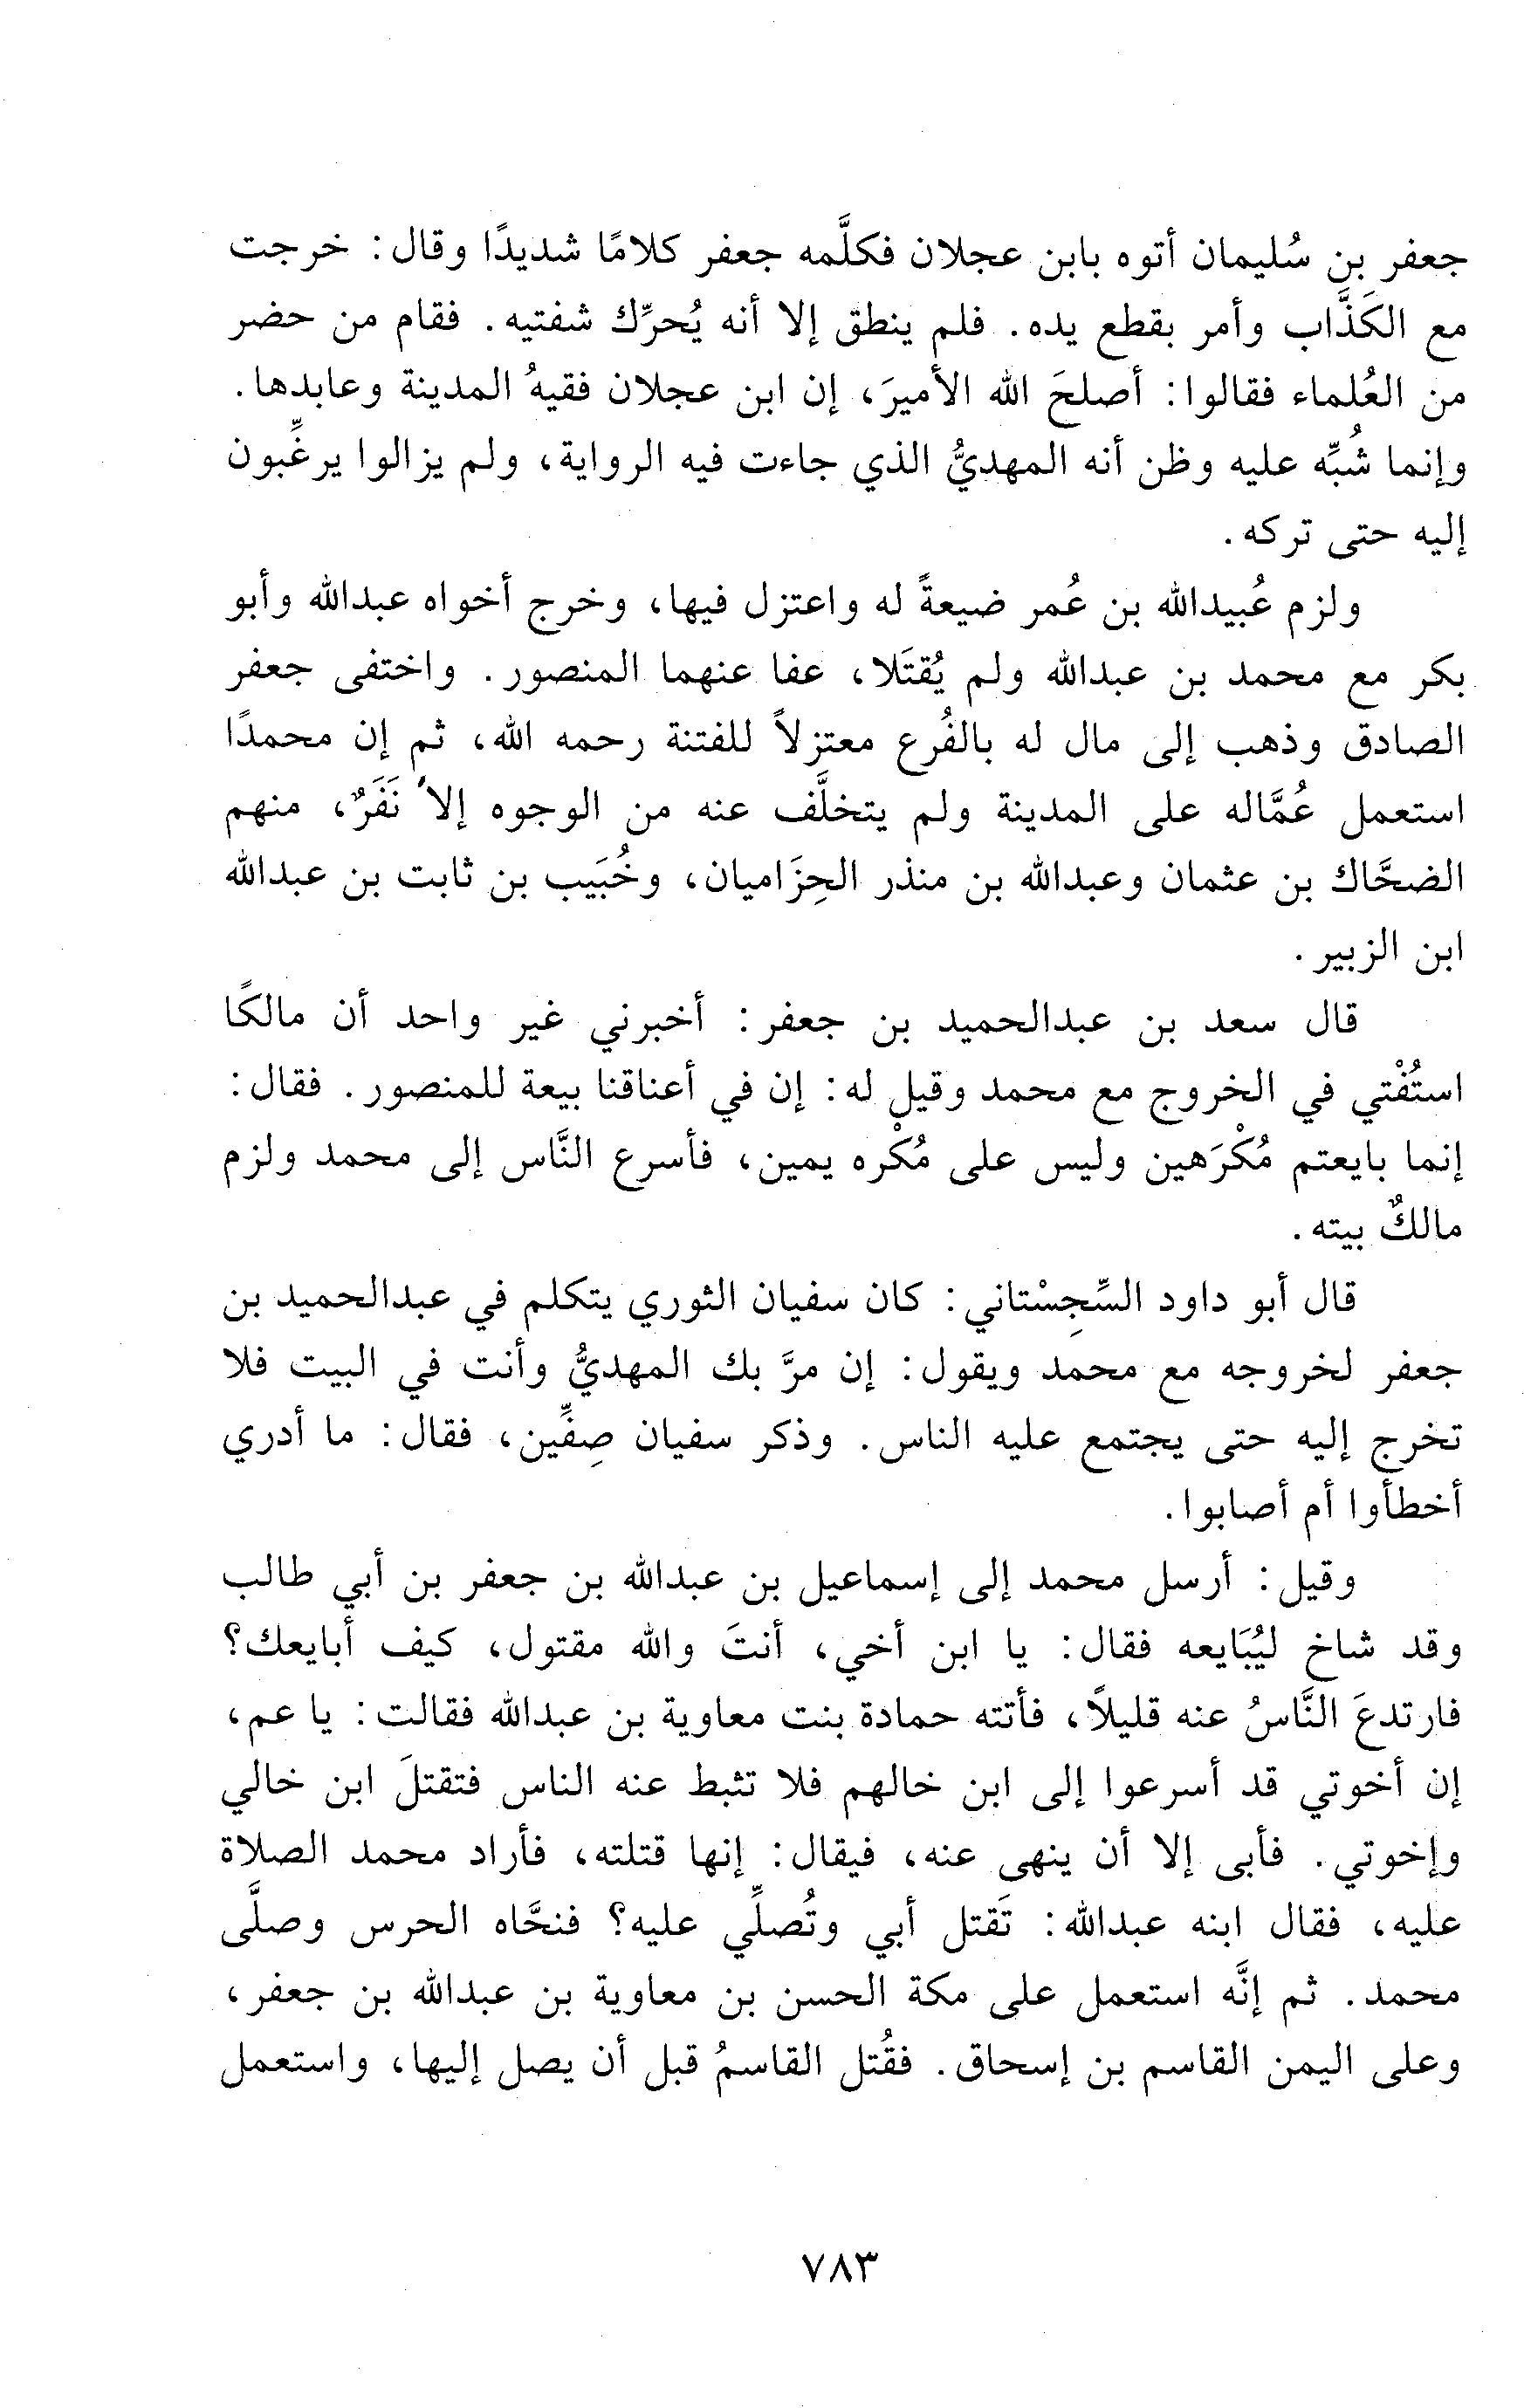 جعفر بن سُليمان أتوه بابن عجلان فكلَّمه جعفر كلامًا شديدًا وقال: خرجت
مع الكَذَّاب وأمر بقطع يده. فلم ينطق إلا أنه يُحرِّك شفتيه. فقام من حضر
من العُلماء فقالوا: أصلحَ الله الأميرَ، إن ابن عجلان فقيهُ المدينة وعابدها.
وإنما شُبِّه عليه وظن أنه المهديُّ الذي جاءت فيه الرواية، ولم يزالوا يرغِّبون
إليه حتى تركه.
ولزم عُبيدالله بن عُمر ضيعةً له واعتزل فيها، وخرج أخواه عبدالله وأبو
بكر مع محمد بن عبدالله ولم يُقتَلا، عفا عنهما المنصور. واختفى جعفر
الصادق وذهب إلى مال له بالفُرع معتزلاً للفتنة رحمه الله، ثم إن محمدًا
استعمل عُمَّاله على المدينة ولم يتخلَّف عنه من الوجوه إلا نَفَرٌ، منهم
الضحَّاك بن عثمان وعبدالله بن منذر الحِزَاميان، وخُبَيب بن ثابت بن عبدالله
ابن الزبير.
قال سعد بن عبدالحميد بن جعفر: أخبرني غير واحد أن مالكًا
استُفْتي في الخروج مع محمد وقيل له: إن في أعناقنا بيعة للمنصور. فقال:
إنما بايعتم مُكْرَهين وليس على مُكْره يمين، فأسرع النَّاس إلى محمد ولزم
مالكٌ بيته.
قال أبو داود السِّجِسْتاني: كان سفيان الثوري يتكلم في عبدالحميد بن
جعفر لخروجه مع محمد ويقول: إن مرَّ بك المهديُّ وأنت في البيت فلا
تخرج إليه حتى يجتمع عليه الناس. وذكر سفيان صِفِّين، فقال: ما أدري
أخطأوا أم أصابوا.
وقيل: أرسل محمد إلى إسماعيل بن عبدالله بن جعفر بن أبي طالب
وقد شاخ ليُبَايعه فقال: يا ابن أخي، أنتَ والله مقتول، كيف أبايعك؟
فارتدعَ النَّاسُ عنه قليلاً، فأتته حمادة بنت معاوية بن عبدالله فقالت: يا عم،
إن أخوتي قد أسرعوا إلى ابن خالهم فلا تثبط عنه الناس فتقتلَ ابن خالي
وإخوتي. فأبى إلا أن ينهى عنه، فيقال: إنها قتلته، فأراد محمد الصلاة
عليه، فقال ابنه عبدالله: تَقتل أبي وتُصلِّي عليه؟ فنحَّاه الحرس وصلَّى
محمد. ثم إنَّه استعمل على مكة الحسن بن معاوية بن عبدالله بن جعفر،
وعلى اليمن القاسم بن إسحاق. فقُتل القاسمُ قبل أن يصل إليها، واستعمل
٧٨٣